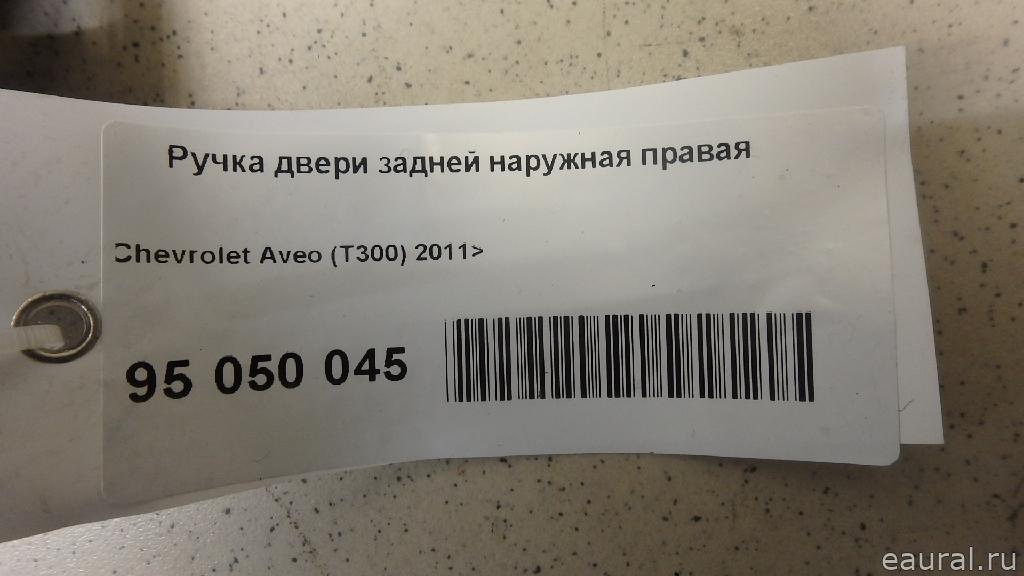 Ручка двери задней наружная правая
Chevrolet Aveo (T300) 2011>
95 050 045
eaural.ru